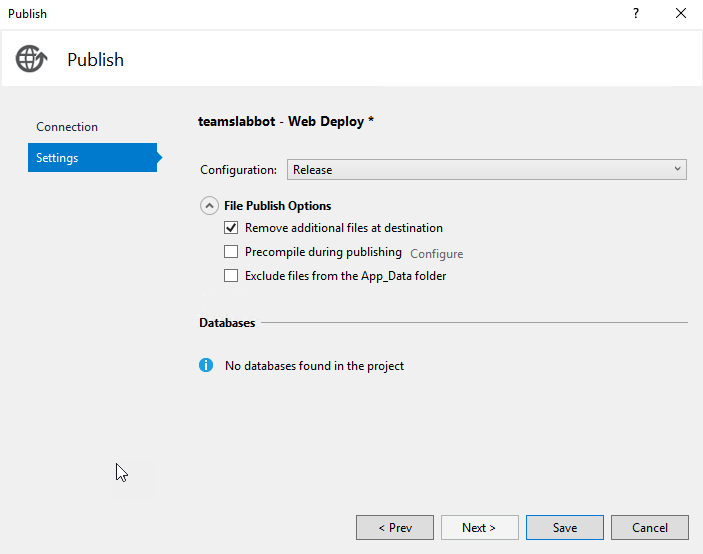 Publish
?
Publish
Connection
Settings
teamslabbot - Web Deploy *
Configuration: Release
File Publish Options
Remove additional files at destination
Precompile during publishing Configure
Exclude files from the App_Data folder
Databases
No databases found in the project
< Prev Next > Save Cancel